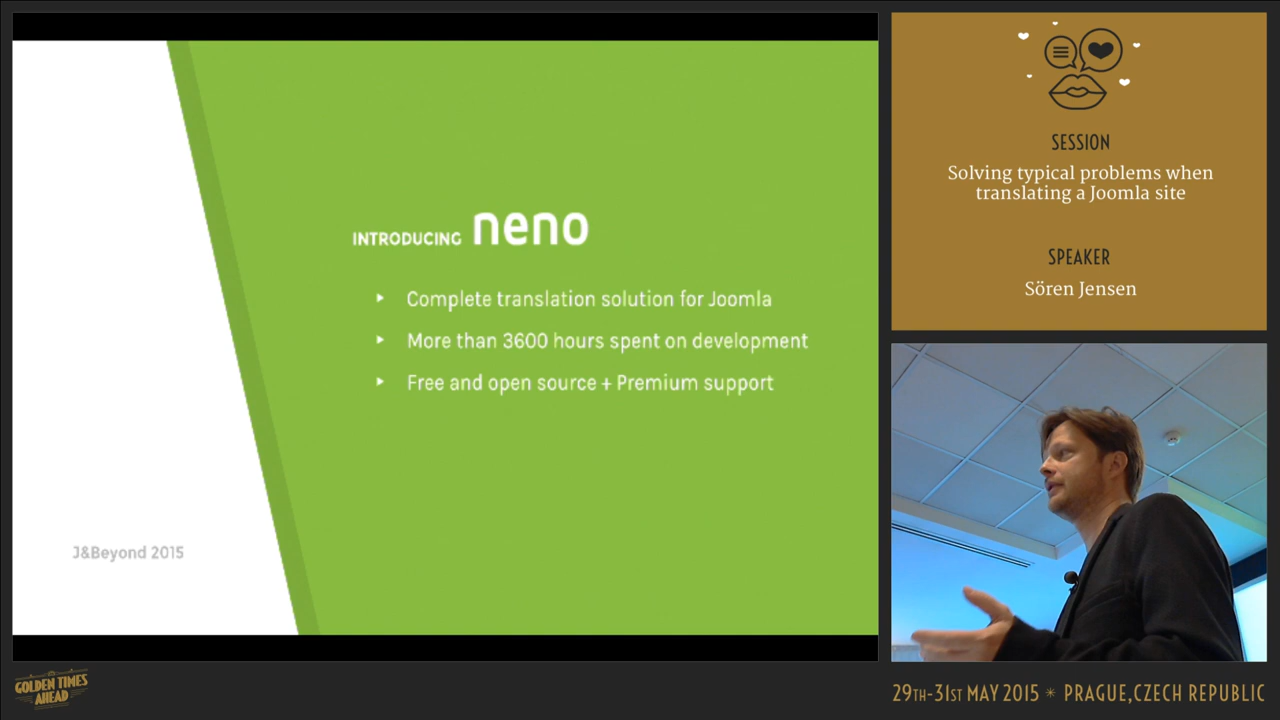 INTRODUCING neno
Complete translation solution for Joomla
More than 3600 hours spent on development
Free and open source + Premium support
J&Beyond 2015
SESSION
Solving typical problems when
translating a Joomla site
SPEAKER
Sören Jensen
GOLDEN TIMES
AHEAD
29TH-31ST MAY 2015 * PRAGUE, CZECH REPUBLIC